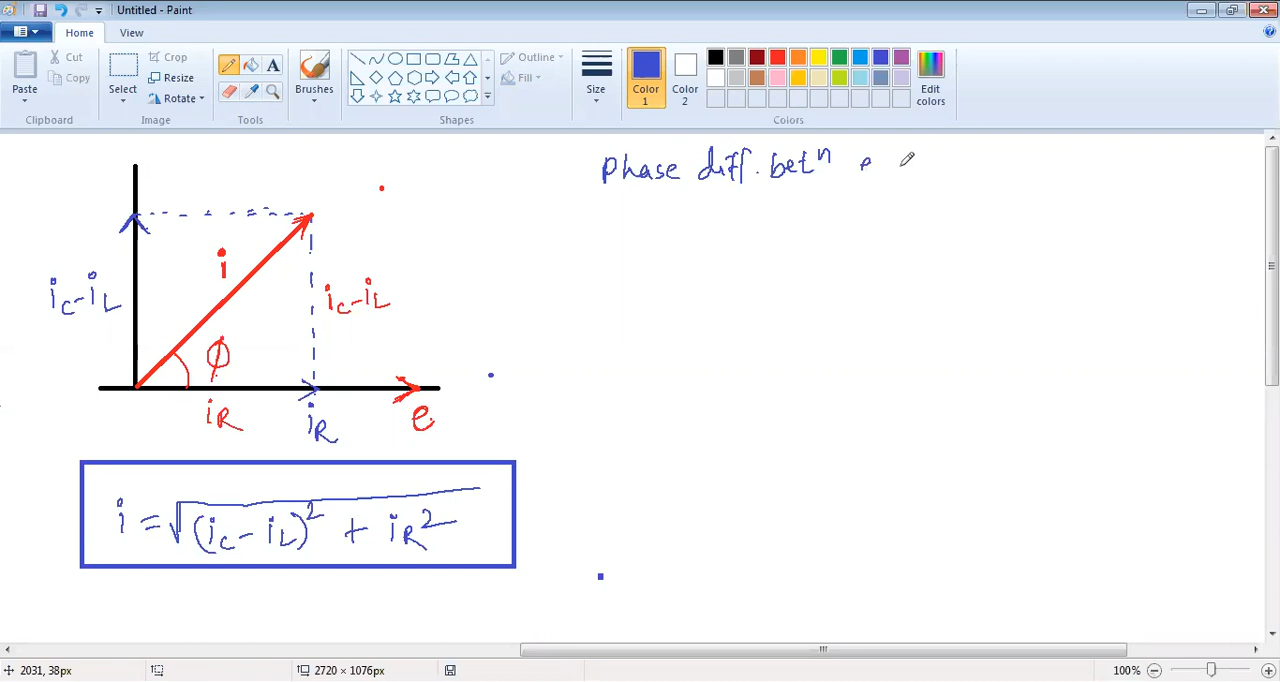 Untitled - Paint
Home
View
Paste
Cut
Copy
Clipboard
Select
Crop
Resize
Rotate
Image
A
Tools
Brushes
Outline
Fill
Shapes
Size
Color 1
Color 2
Edit colors
Colors
Phase diff. betⁿ e
i
iC-iL
iC-iL
φ
iR
iR
e
i = √(iC - iL)² + iR²
2031, 38px
2720 × 1076px
100%